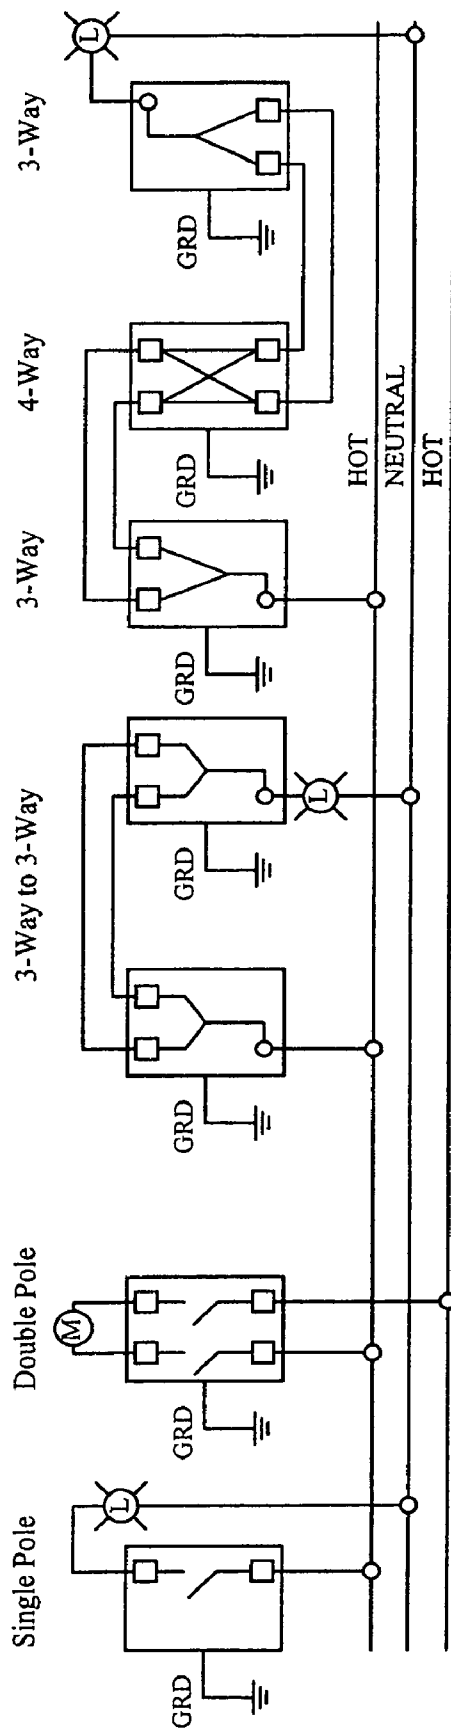 Single Pole
Double Pole
3-Way to 3-Way
3-Way
4-Way
3-Way
L
M
L
L
GRD
GRD
GRD
GRD
GRD
GRD
GRD
HOT
NEUTRAL
HOT